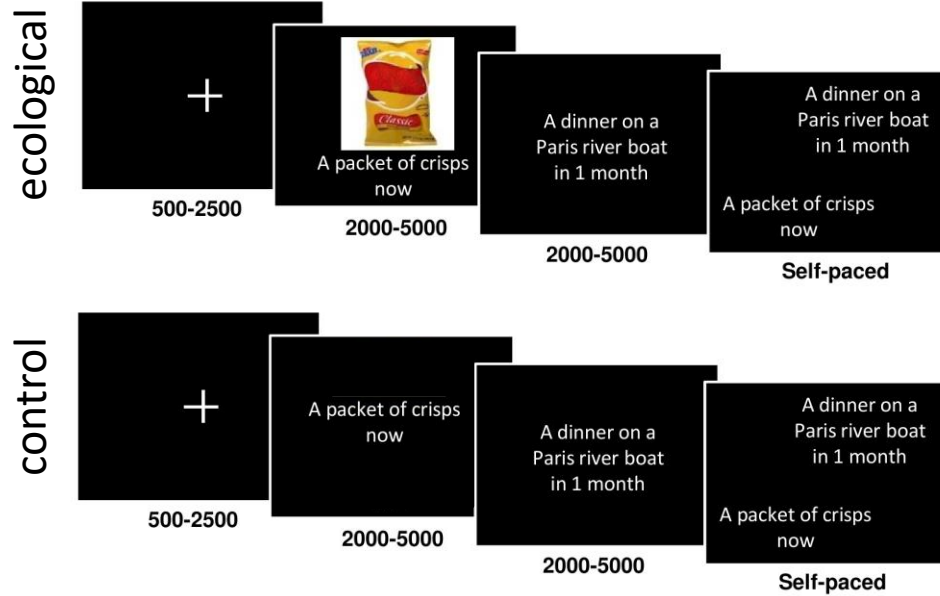 ecological
Classic
A packet of crisps
now
A dinner on a
Paris river boat
in 1 month
A dinner on a
Paris river boat
in 1 month
A packet of crisps
now
500-2500
2000-5000
2000-5000
Self-paced
control
A packet of crisps
now
A dinner on a
Paris river boat
in 1 month
A dinner on a
Paris river boat
in 1 month
A packet of crisps
now
500-2500
2000-5000
2000-5000
Self-paced